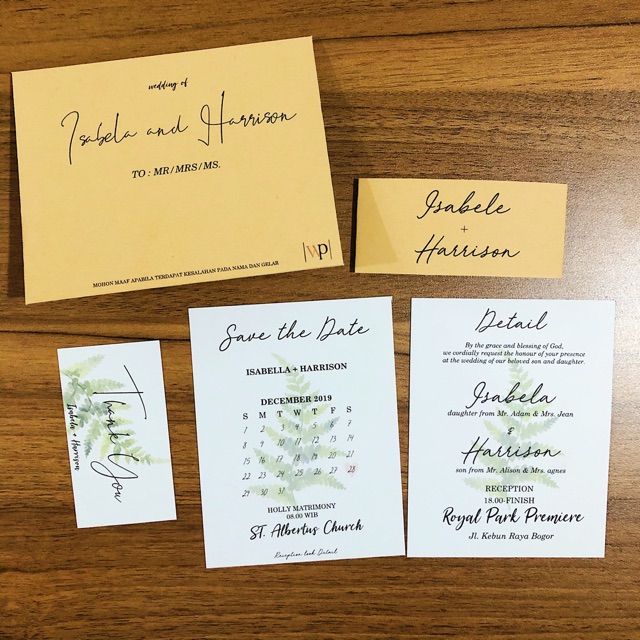 wedding of
Isabela and Harrison
TO : MR/MRS/MS.
WP
MOHON MAAF APABILA TERDAPAT KESALAHAN PADA NAMA DAN GELAR
Isabele
+
Harrison
Thank You
Isabela + Harrison
Save the Date
ISABELLA + HARRISON
DECEMBER 2019
S M T W T F S
1 2 3 4 5 6 7
8 9 10 11 12 13 14
15 16 17 18 19 20 21
22 23 24 25 26 27 28
29 30 31
HOLLY MATRIMONY
08.00 WIB
ST. Albertus Church
Reception look Detail
Detail
By the grace and blessing of God,
we cordially request the honour of your presence
at the wedding of our beloved son and daughter.
Isabela
daughter from Mr. Adam & Mrs. Jean
&
Harrison
son from Mr. Alison & Mrs. agnes
RECEPTION
18.00-FINISH
Royal Park Premiere
Jl. Kebun Raya Bogor